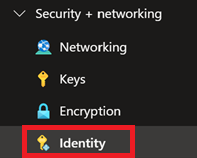 Security + networking
Networking
Keys
Encryption
Identity